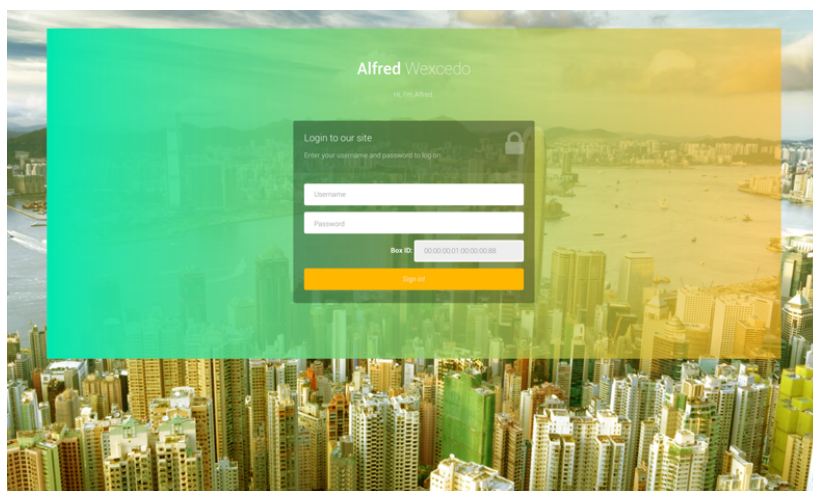 Alfred Wexcedo
Hi, I'm Alfred
Login to our site
Enter your username and password to log on:
Username
Password
Box ID: 00:00:00:01:00:00:00:88
Sign in!